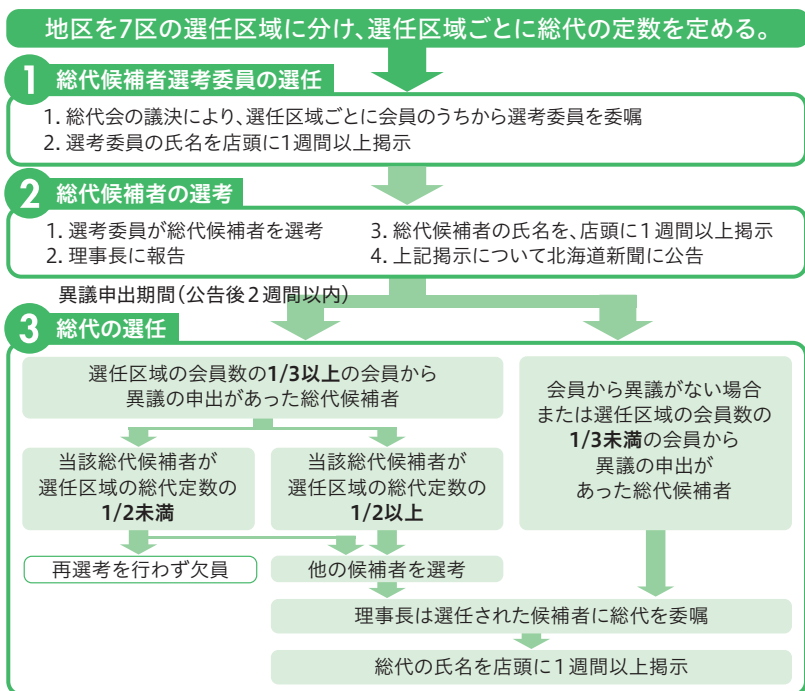 地区を7区の選任区域に分け、選任区域ごとに総代の定数を定める。
1 総代候補者選考委員の選任
1. 総代会の議決により、選任区域ごとに会員のうちから選考委員を委嘱
2. 選考委員の氏名を店頭に1週間以上掲示
2 総代候補者の選考
1. 選考委員が総代候補者を選考
2. 理事長に報告
3. 総代候補者の氏名を、店頭に1週間以上掲示
4. 上記掲示について北海道新聞に公告
異議申出期間(公告後2週間以内)
3 総代の選任
選任区域の会員数の1/3以上の会員から
異議の申出があった総代候補者
当該総代候補者が
選任区域の総代定数の
1/2未満
当該総代候補者が
選任区域の総代定数の
1/2以上
会員から異議がない場合
または選任区域の会員数の
1/3未満の会員から
異議の申出が
あった総代候補者
再選考を行わず欠員
他の候補者を選考
理事長は選任された候補者に総代を委嘱
総代の氏名を店頭に1週間以上掲示